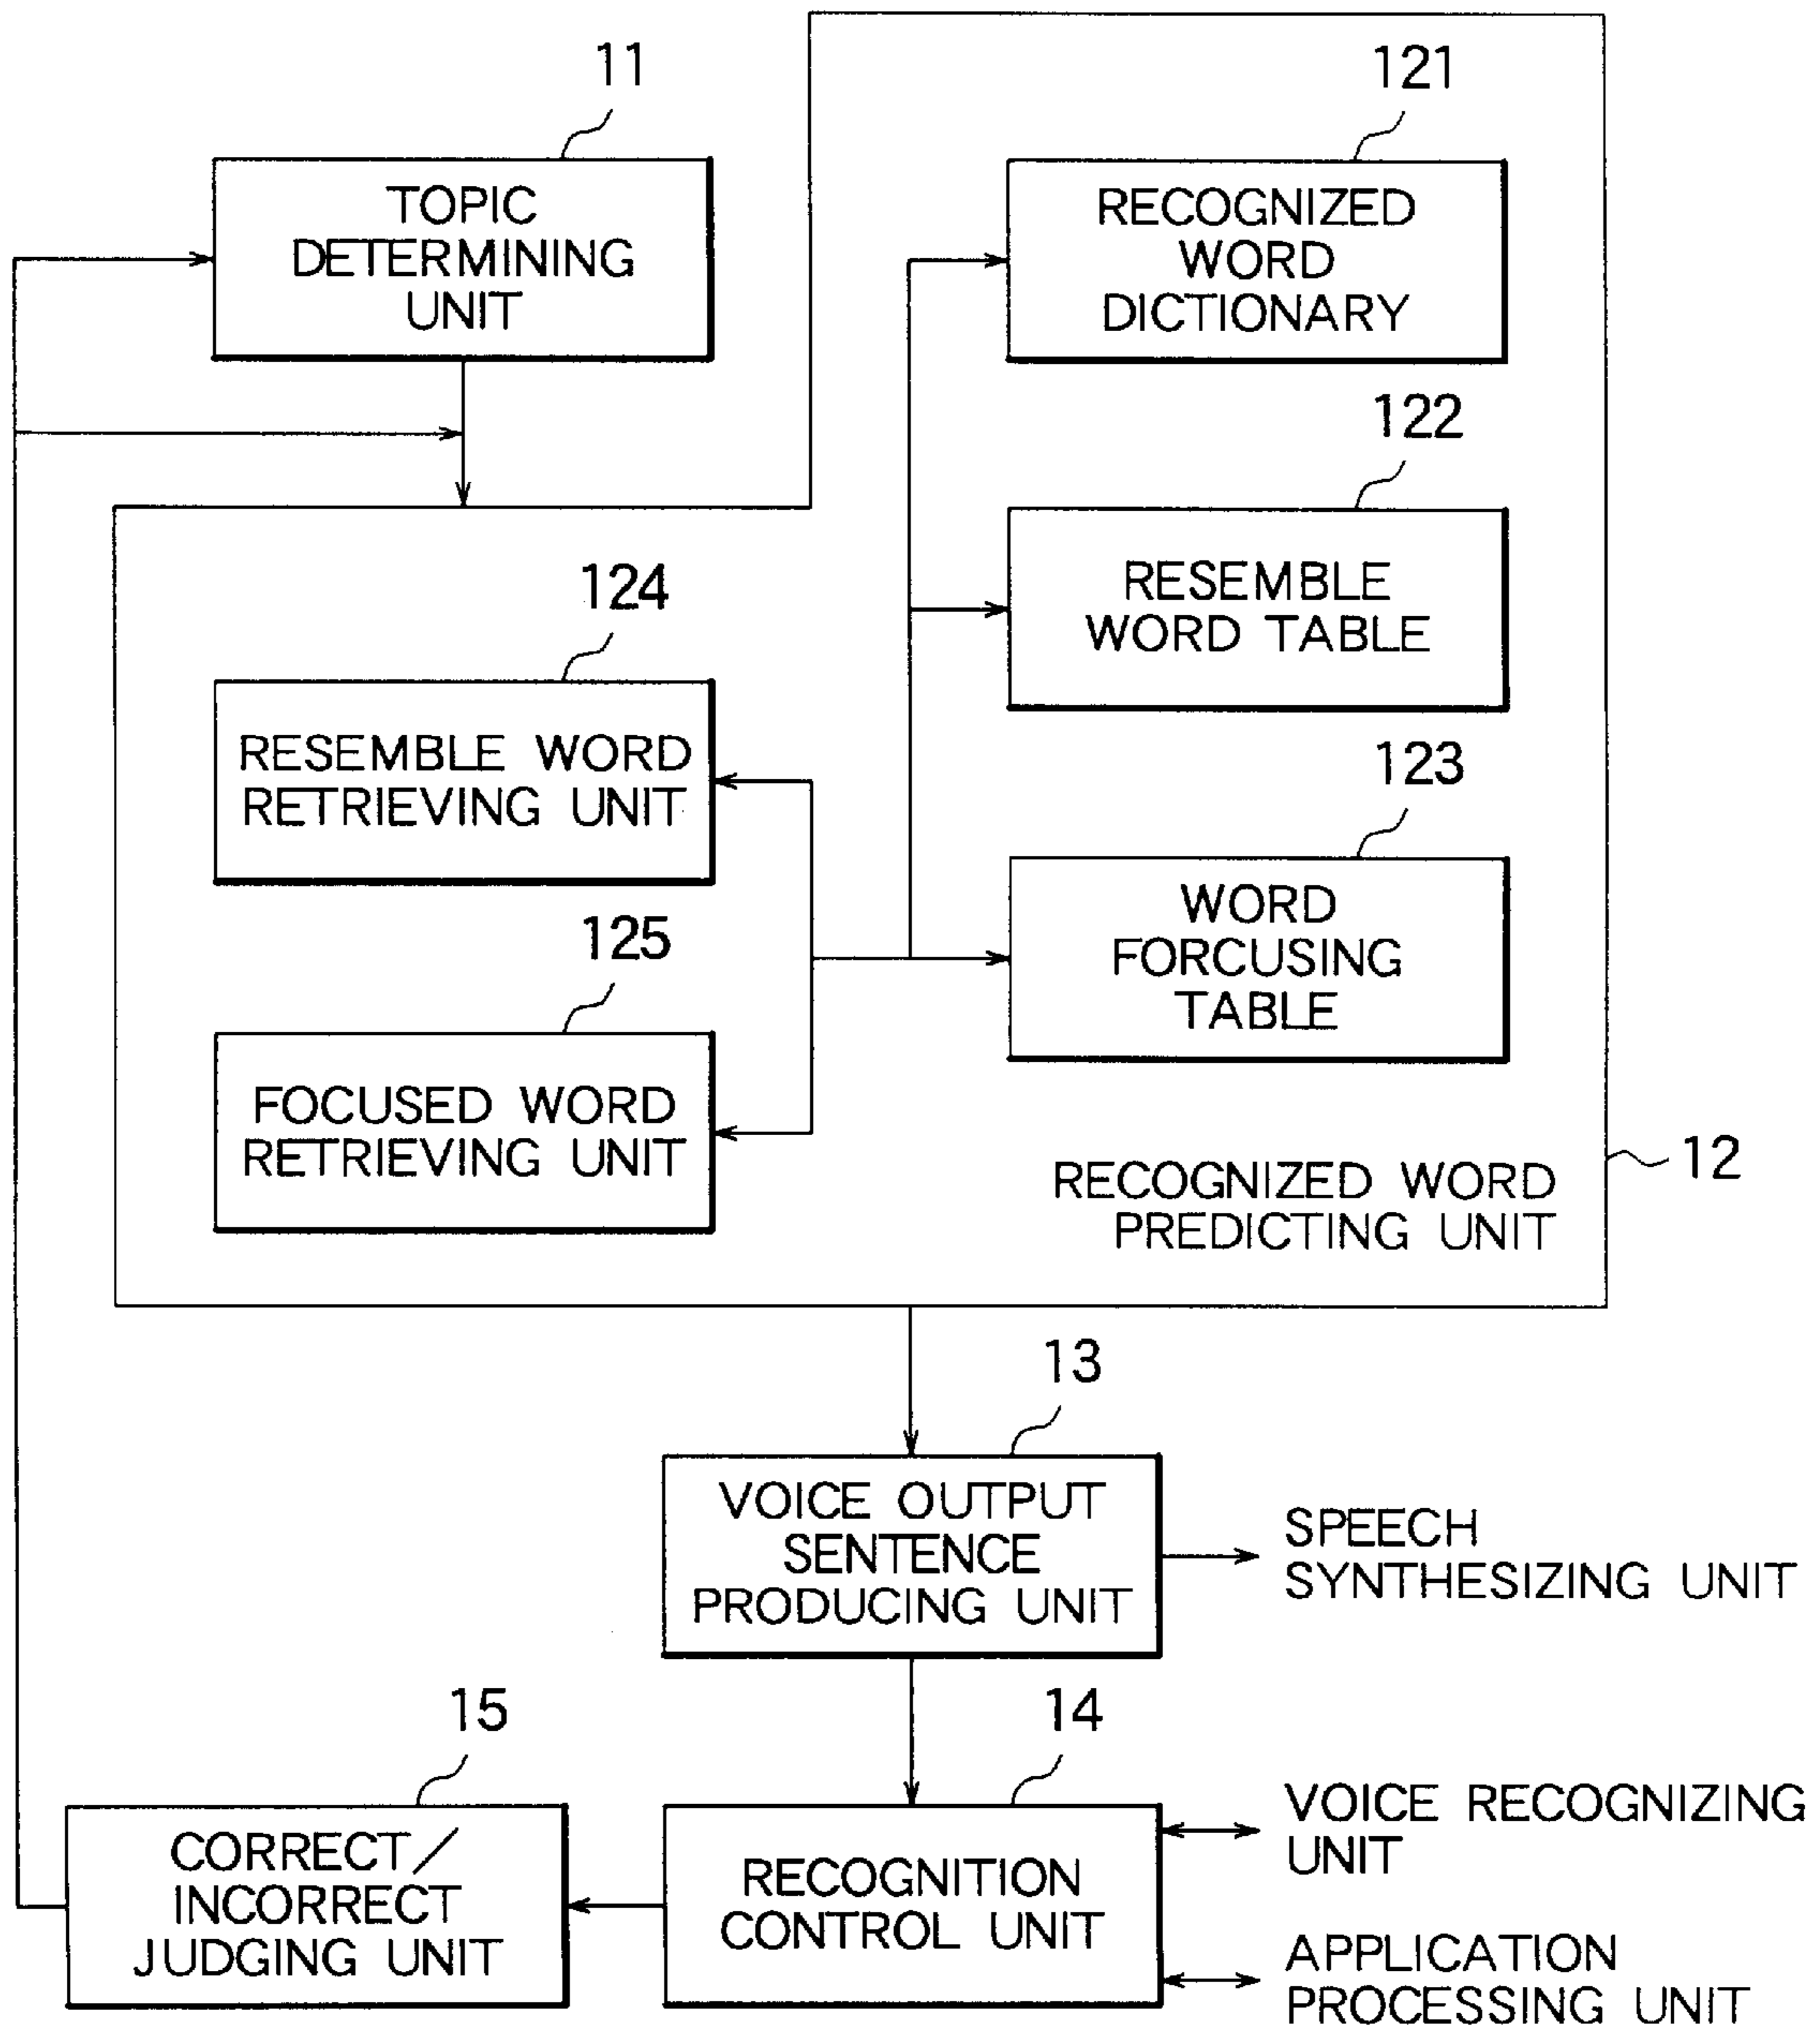 11
TOPIC
DETERMINING
UNIT
121
RECOGNIZED
WORD
DICTIONARY
122
RESEMBLE
WORD TABLE
124
RESEMBLE WORD
RETRIEVING UNIT
123
WORD
FORCUSING
TABLE
125
FOCUSED WORD
RETRIEVING UNIT
12
RECOGNIZED WORD
PREDICTING UNIT
13
VOICE OUTPUT
SENTENCE
PRODUCING UNIT
SPEECH
SYNTHESIZING UNIT
15
CORRECT/
INCORRECT
JUDGING UNIT
14
RECOGNITION
CONTROL UNIT
VOICE RECOGNIZING
UNIT
APPLICATION
PROCESSING UNIT